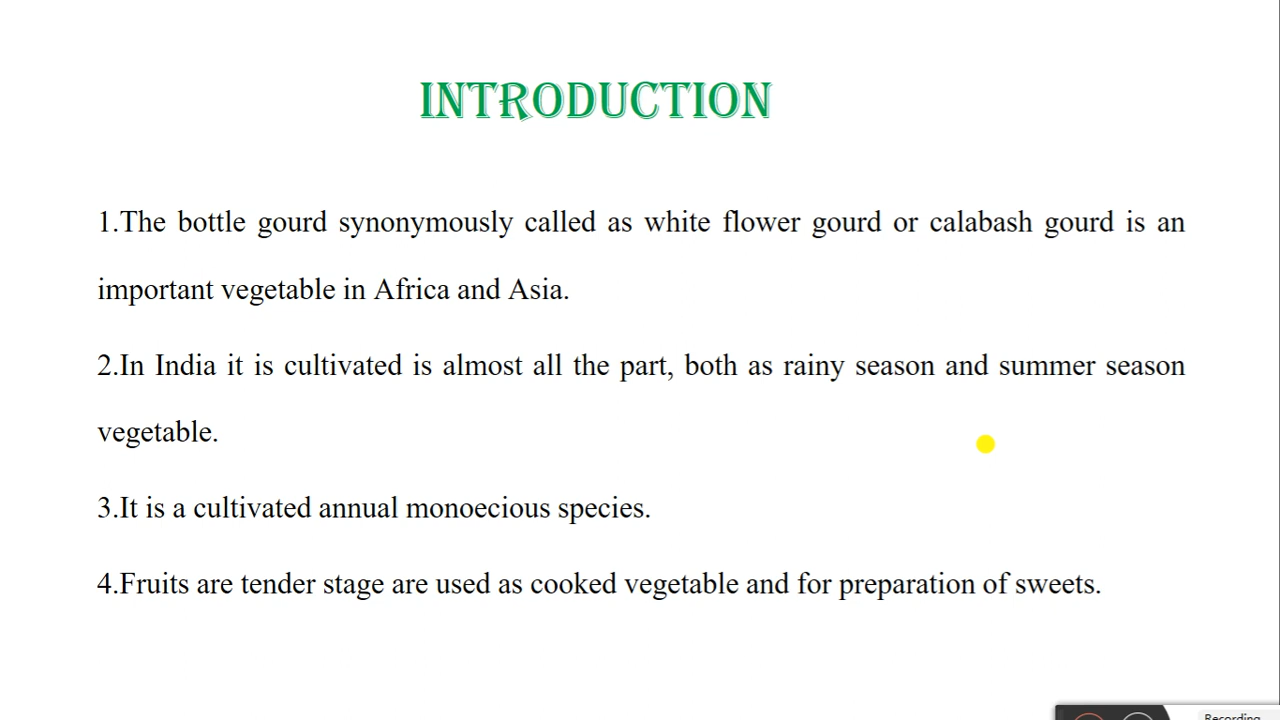 INTRODUCTION
1.The bottle gourd synonymously called as white flower gourd or calabash gourd is an
important vegetable in Africa and Asia.
2.In India it is cultivated is almost all the part, both as rainy season and summer season
vegetable.
3.It is a cultivated annual monoecious species.
4.Fruits are tender stage are used as cooked vegetable and for preparation of sweets.
Recording